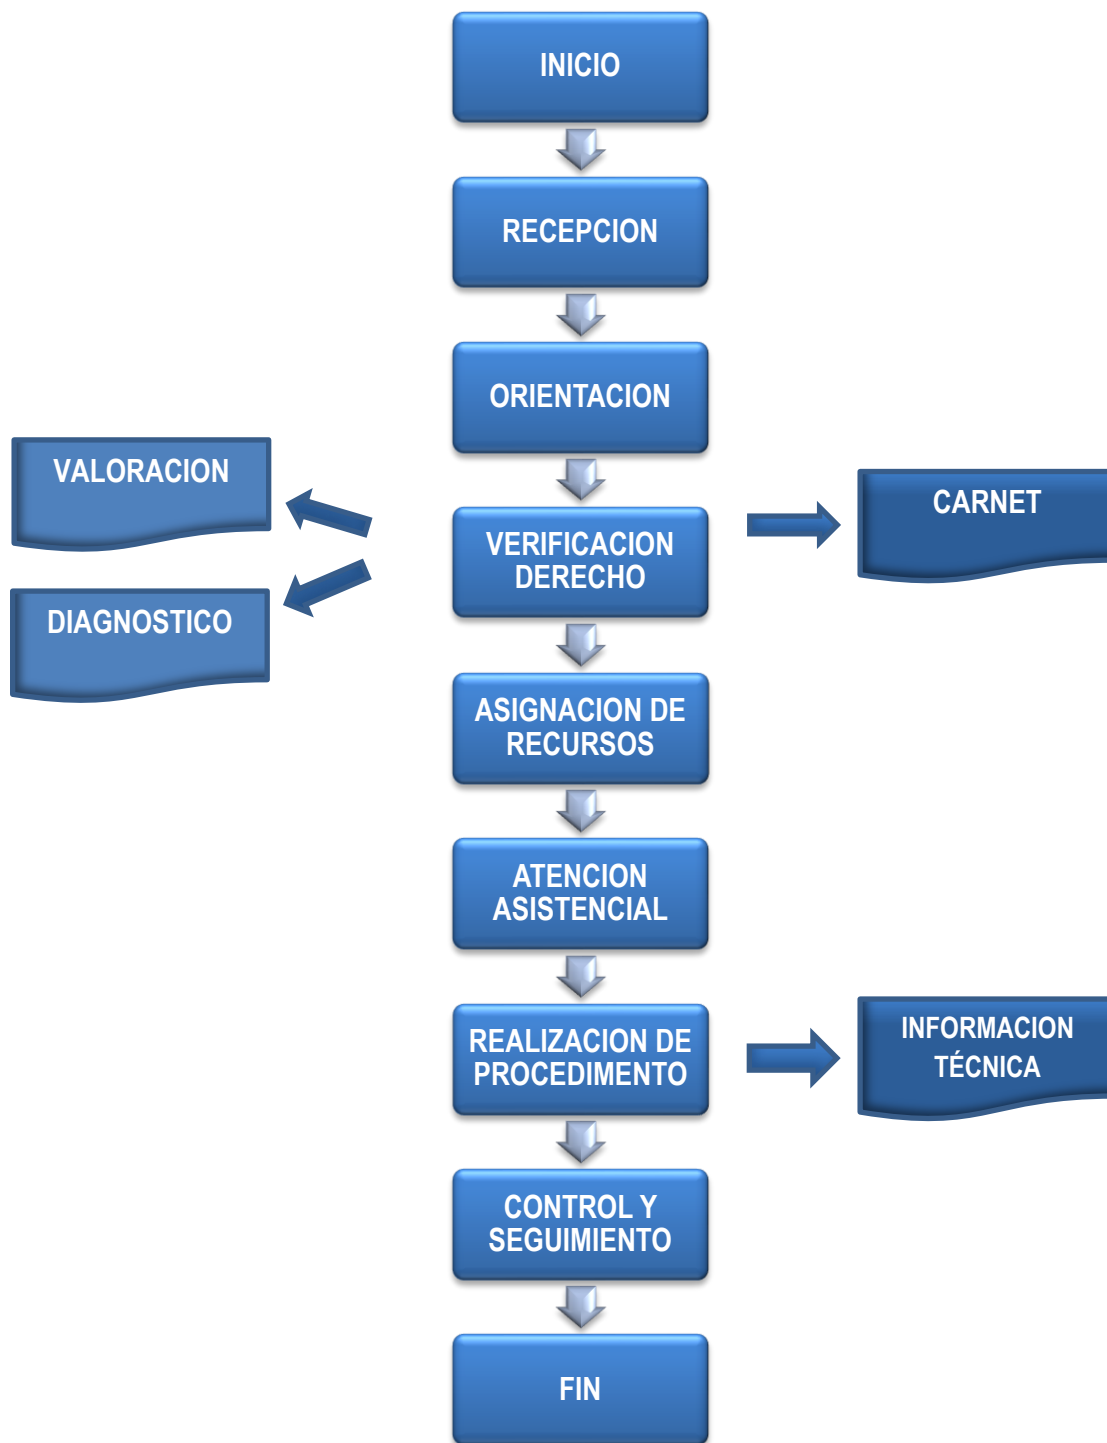 INICIO
RECEPCION
ORIENTACION
VALORACION
DIAGNOSTICO
VERIFICACION
DERECHO
CARNET
ASIGNACION DE
RECURSOS
ATENCION
ASISTENCIAL
REALIZACION DE
PROCEDIMENTO
INFORMACION
TÉCNICA
CONTROL Y
SEGUIMIENTO
FIN